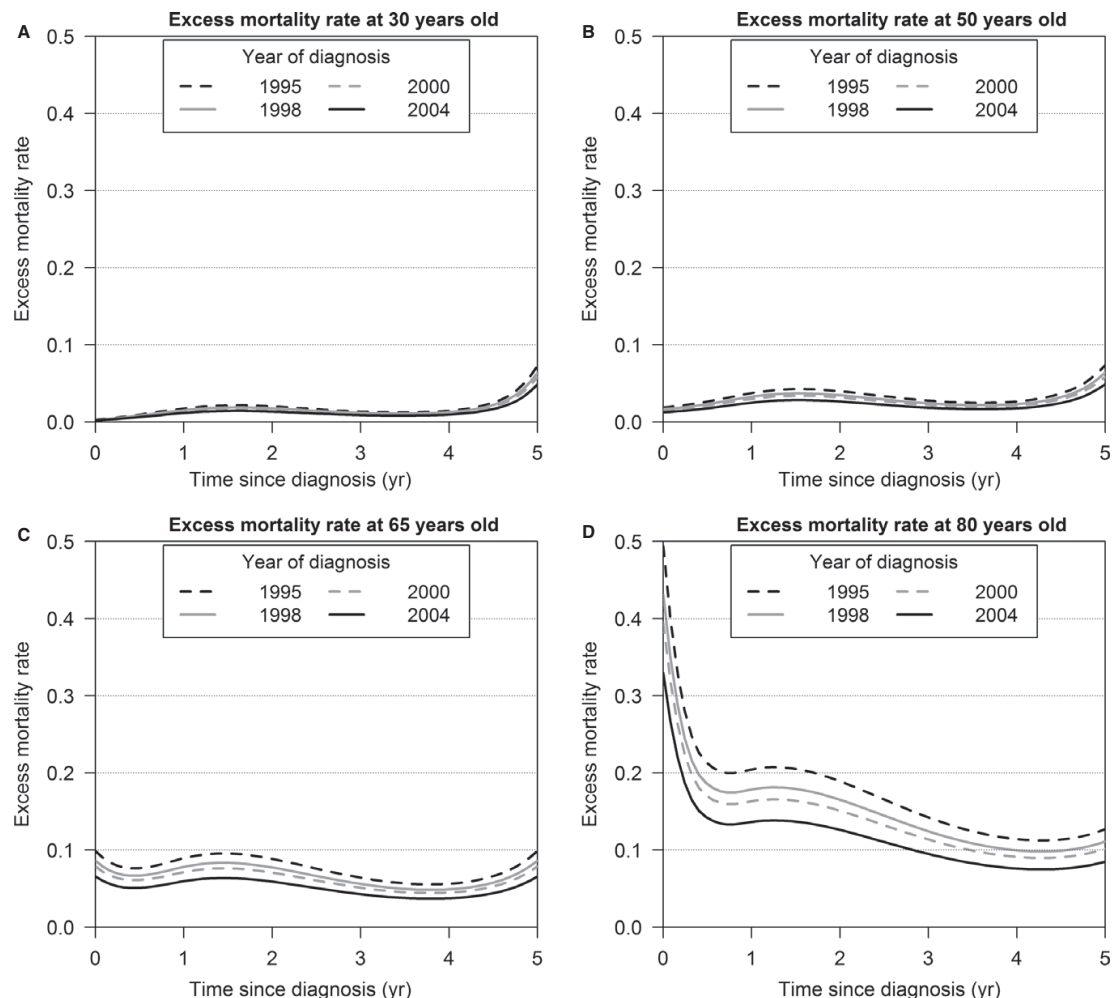 A
Excess mortality rate at 30 years old
Year of diagnosis
1995 2000
1998 2004
0.5
0.4
0.3
0.2
0.1
0.0
Excess mortality rate
0 1 2 3 4 5
Time since diagnosis (yr)
B
Excess mortality rate at 50 years old
Year of diagnosis
1995 2000
1998 2004
0.5
0.4
0.3
0.2
0.1
0.0
Excess mortality rate
0 1 2 3 4 5
Time since diagnosis (yr)
C
Excess mortality rate at 65 years old
Year of diagnosis
1995 2000
1998 2004
0.5
0.4
0.3
0.2
0.1
0.0
Excess mortality rate
0 1 2 3 4 5
Time since diagnosis (yr)
D
Excess mortality rate at 80 years old
Year of diagnosis
1995 2000
1998 2004
0.5
0.4
0.3
0.2
0.1
0.0
Excess mortality rate
0 1 2 3 4 5
Time since diagnosis (yr)